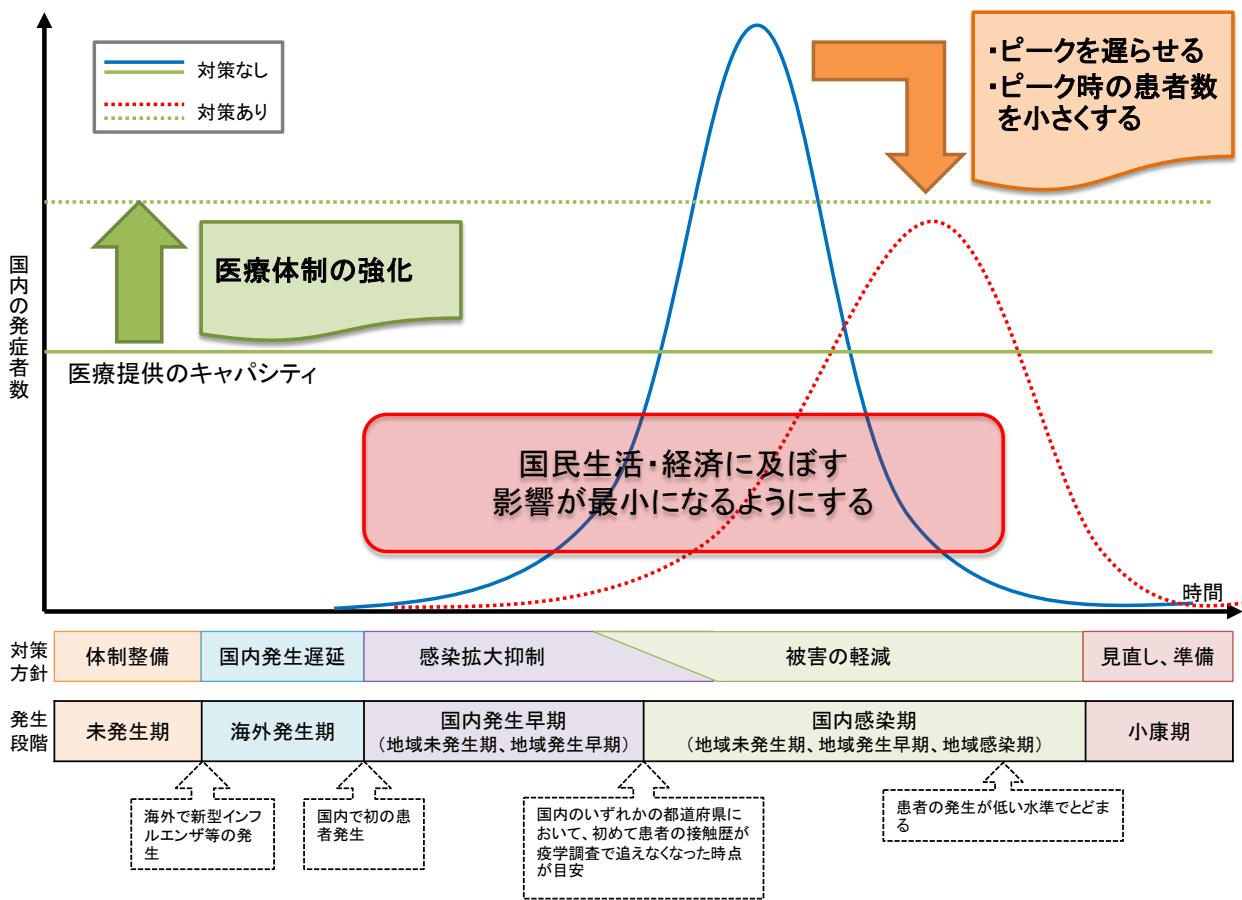 対策なし
対策あり
・ピークを遅らせる
・ピーク時の患者数
を小さくする
医療体制の強化
国内の発症者数
医療提供のキャパシティ
国民生活・経済に及ぼす
影響が最小になるようにする
時間
対策
方針
体制整備
国内発生遅延
感染拡大抑制
被害の軽減
見直し、準備
発生
段階
未発生期
海外発生期
国内発生早期
（地域未発生期、地域発生早期）
国内感染期
（地域未発生期、地域発生早期、地域感染期）
小康期
海外で新型インフ
ルエンザ等の発
生
国内で初の患
者発生
国内のいずれかの都道府県に
おいて、初めて患者の接触歴が
疫学調査で追えなくなった時点
が目安
患者の発生が低い水準でとどま
る